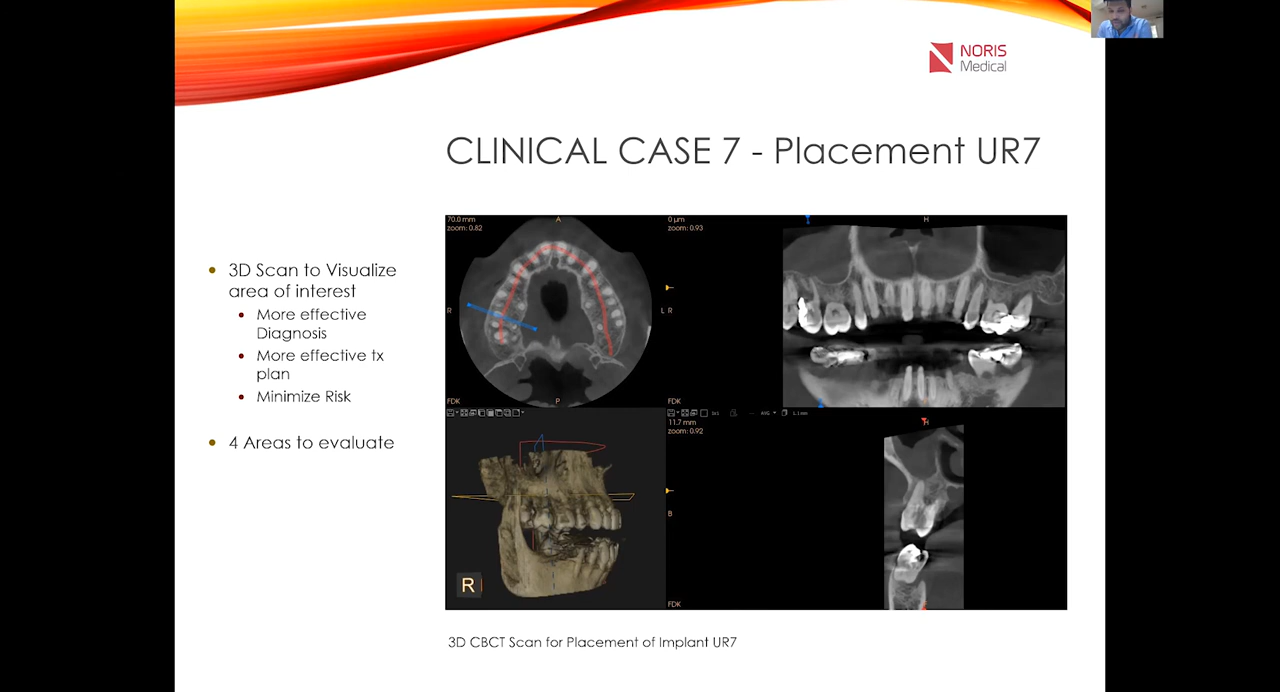 NORIS
Medical
CLINICAL CASE 7 - Placement UR7
3D Scan to Visualize
area of interest
More effective
Diagnosis
More effective tx
plan
Minimize Risk
4 Areas to evaluate
70.0 mm
zoom: 0.82
A
R
L
FDK
P
0 µm
zoom: 0.93
H
R
FDK
R
11.7 mm
zoom: 0.92
H
B
FDK
AVG
3D CBCT Scan for Placement of Implant UR7